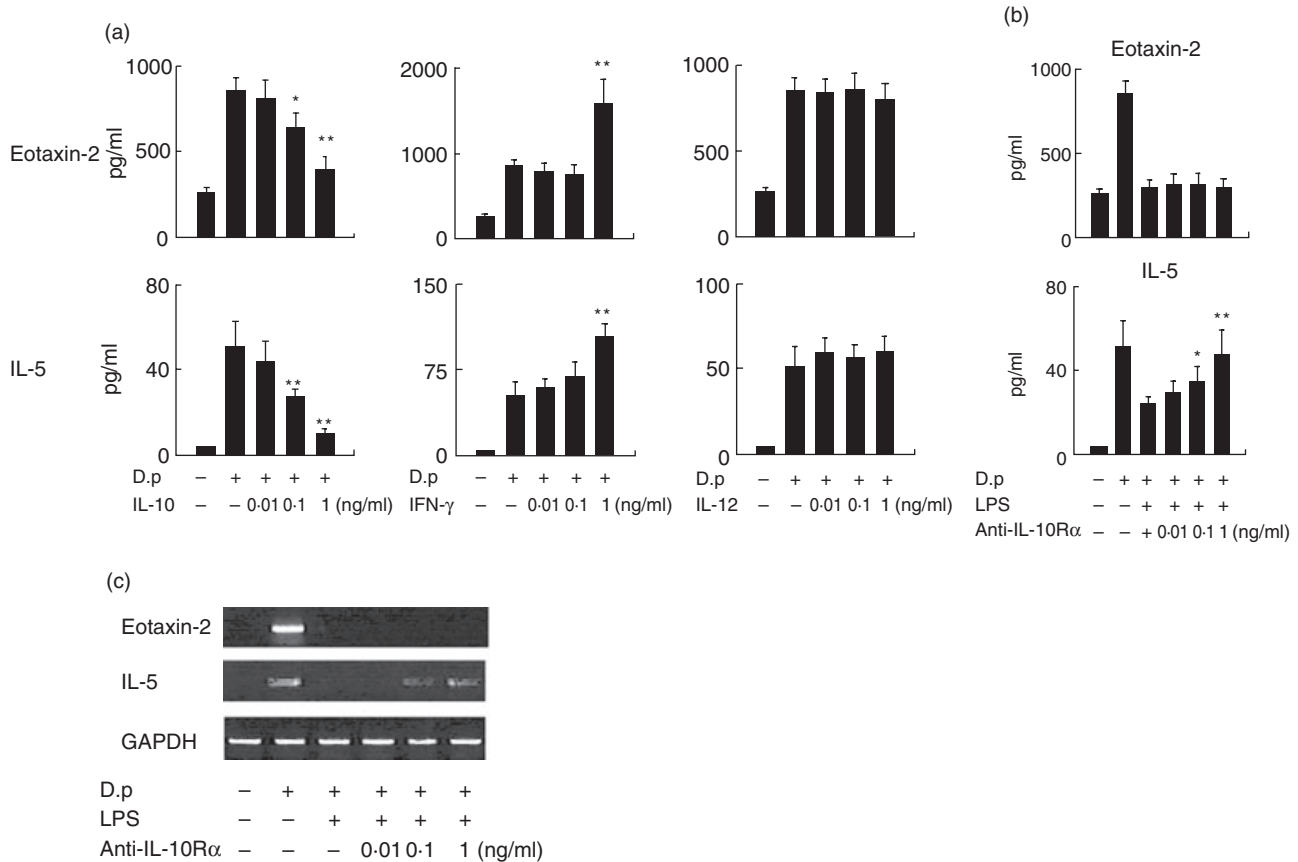 (a)
(b)
Eotaxin-2
1000
500
0
pg/ml
**
*
2000
1000
0
**
1000
500
0
Eotaxin-2
1000
500
0
pg/ml
IL-5
80
40
0
pg/ml
**
**
150
75
0
**
100
50
0
IL-5
80
40
0
pg/ml
*
**
D.p – + + + +
IL-10 – – 0·01 0·1 1 (ng/ml)
D.p – + + + +
IFN-γ – – 0·01 0·1 1 (ng/ml)
D.p – + + + +
IL-12 – – 0·01 0·1 1 (ng/ml)
D.p – + + + + +
LPS + + + +
Anti-IL-10Rα – – + 0·01 0·1 1 (ng/ml)
(c)
Eotaxin-2
IL-5
GAPDH
D.p – + + + + +
LPS – – + + + +
Anti-IL-10Rα – – – 0·01 0·1 1 (ng/ml)